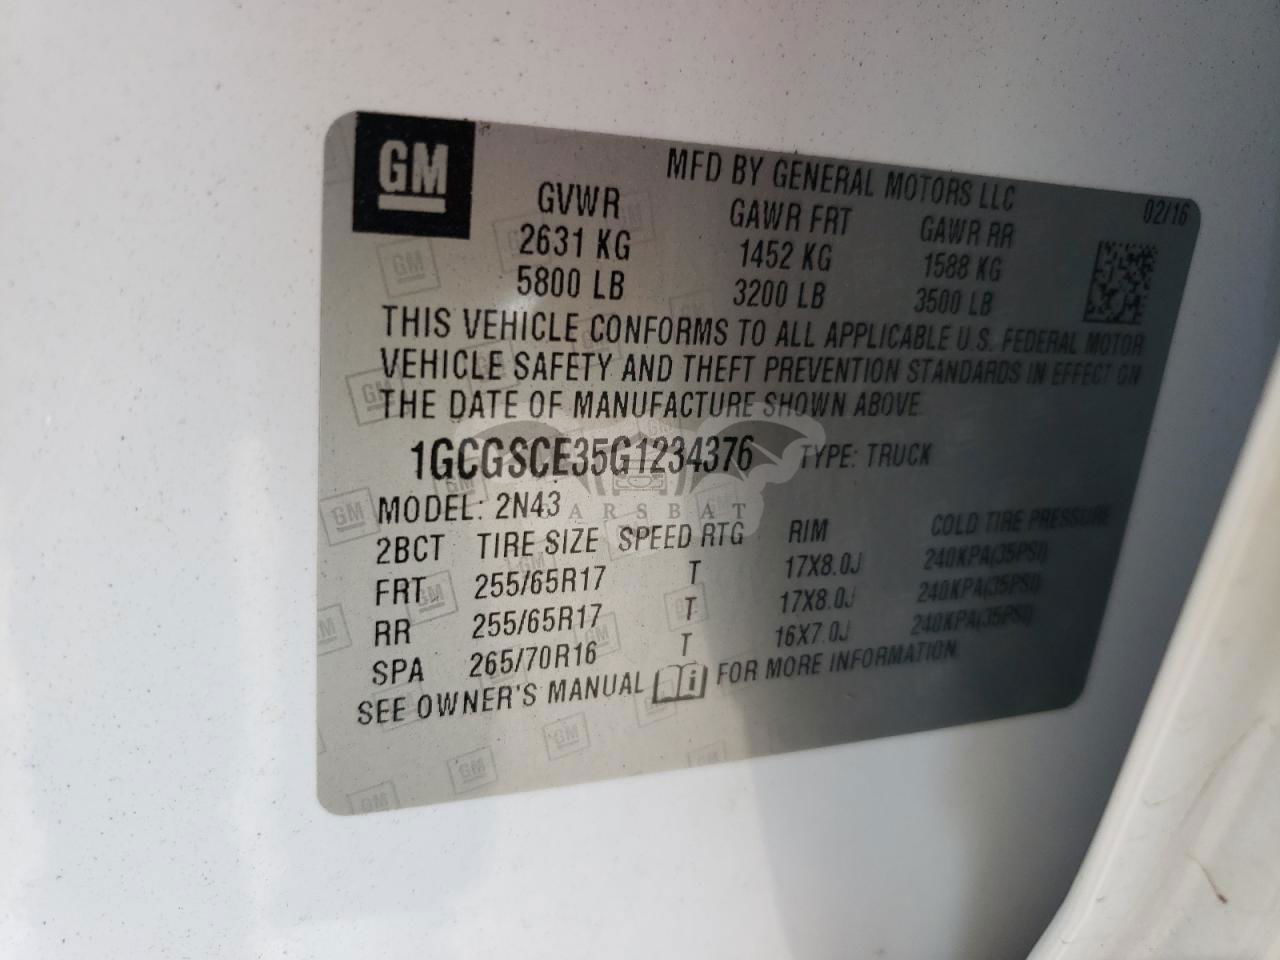 GM
MFD BY GENERAL MOTORS LLC
02/16
GVWR GAWR FRT GAWR RR
2631 KG 1452 KG 1588 KG
5800 LB 3200 LB 3500 LB
THIS VEHICLE CONFORMS TO ALL APPLICABLE U.S. FEDERAL MOTOR
VEHICLE SAFETY AND THEFT PREVENTION STANDARDS IN EFFECT ON
THE DATE OF MANUFACTURE SHOWN ABOVE.
1GCGSCE35G1234376 TYPE: TRUCK
CARSBAT
MODEL: 2N43
2BCT TIRE SIZE SPEED RTG RIM COLD TIRE PRESSURE
FRT 255/65R17 T 17X8.0J 240KPA(35PSI)
RR 255/65R17 T 17X8.0J 240KPA(35PSI)
SPA 265/70R16 T 16X7.0J 240KPA(35PSI)
SEE OWNER'S MANUAL i FOR MORE INFORMATION